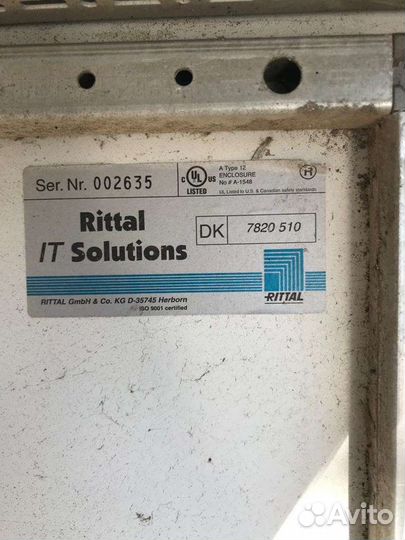 Ser. Nr. 002635
C UL US
LISTED
A Type 12
ENCLOSURE
No # A-1548
UL Listed to U.S. & Canadian safety standards
Rittal
IT Solutions
DK 7820 510
RITTAL
RITTAL GmbH & Co. KG D-35745 Herborn
ISO 9001 certified
Avito